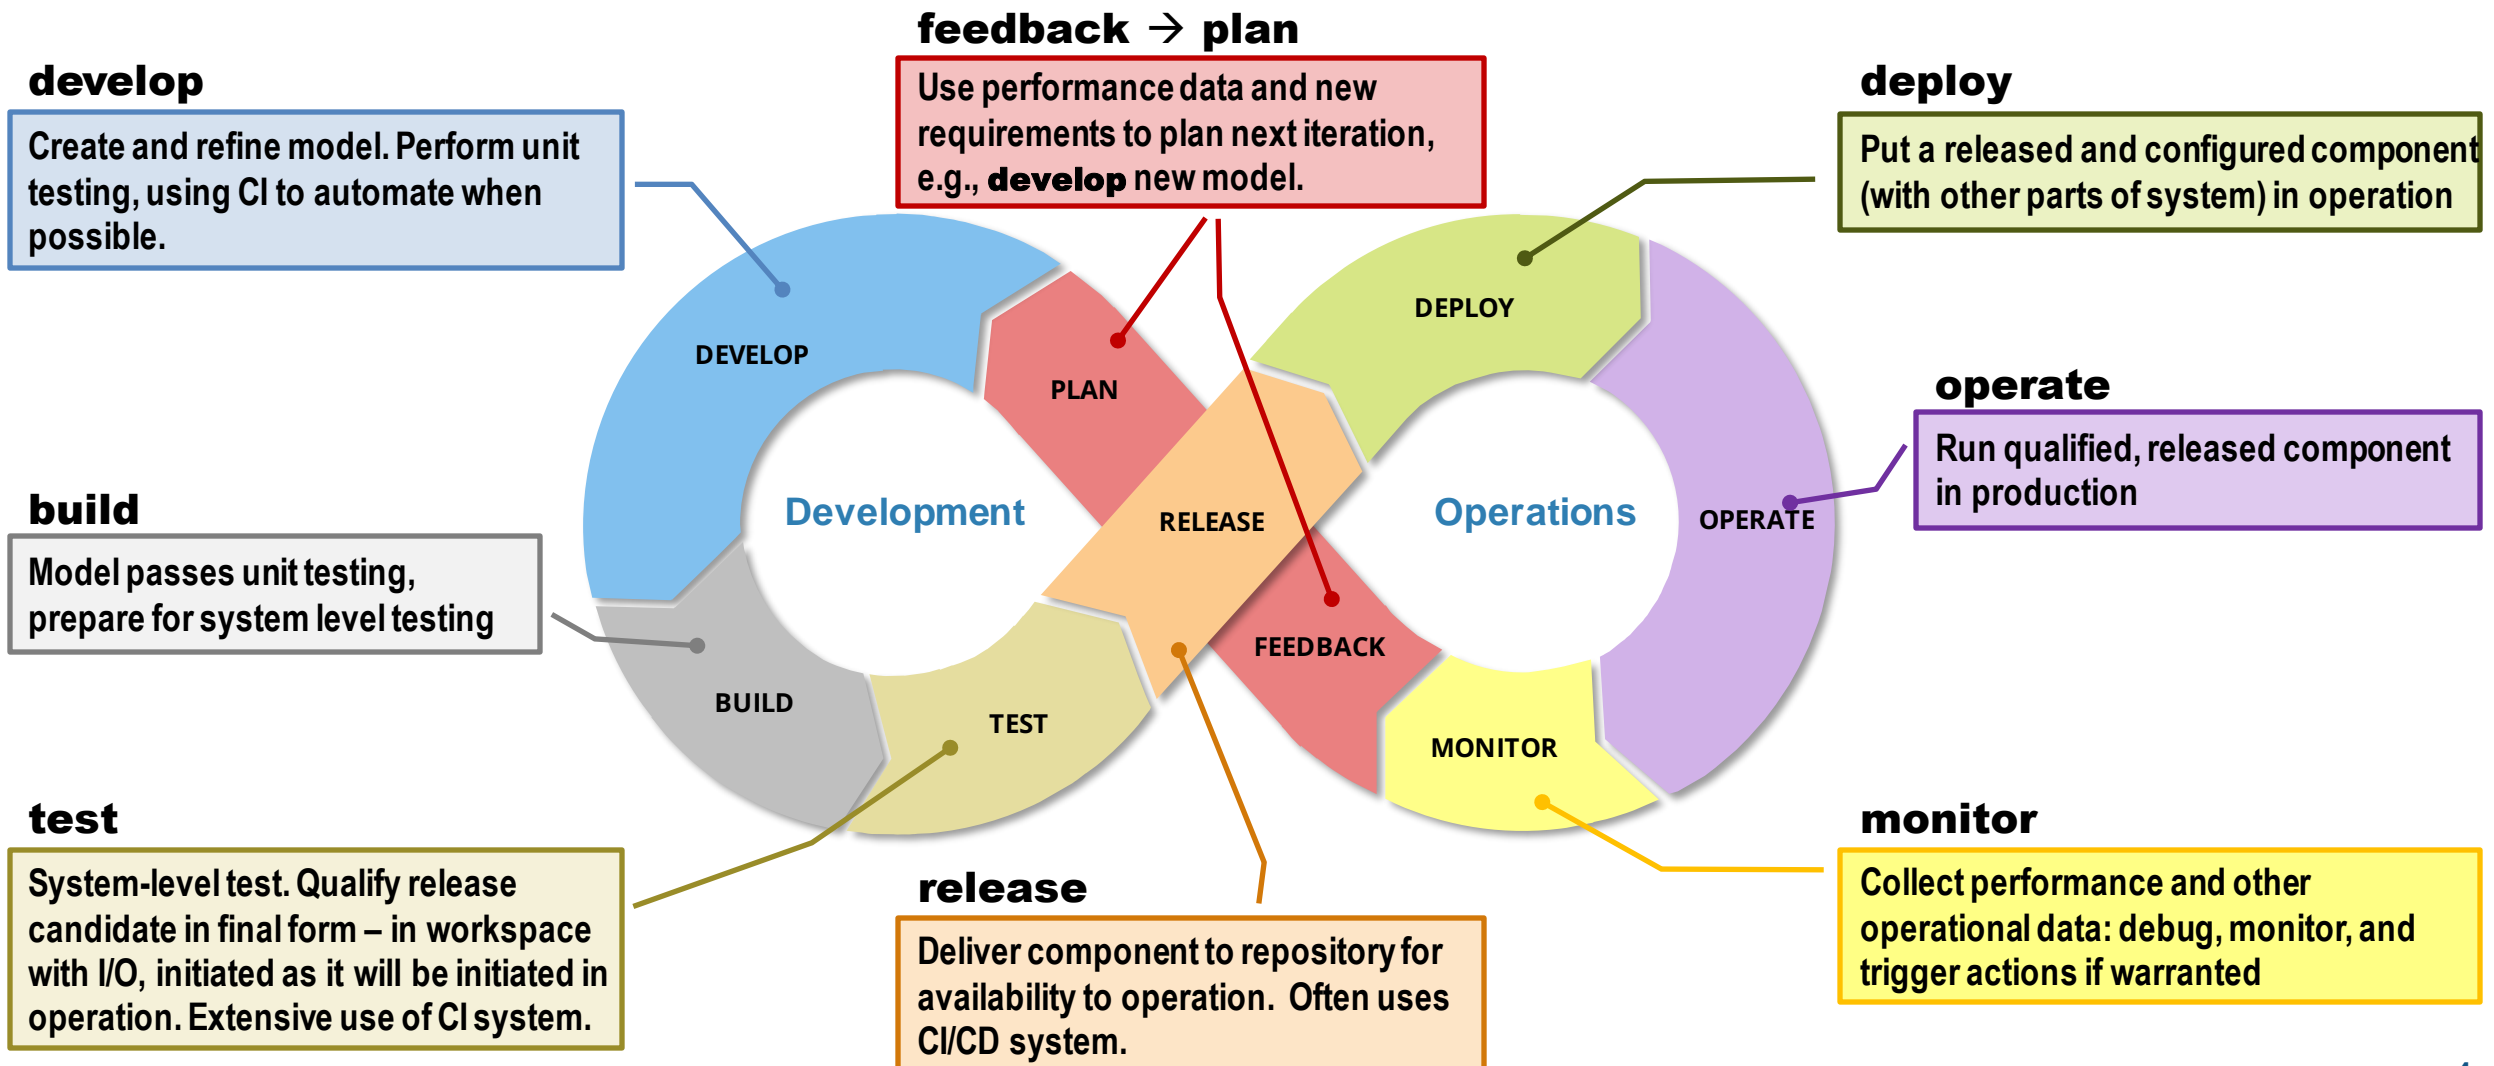 feedback → plan
Use performance data and new
requirements to plan next iteration,
e.g., develop new model.
develop
Create and refine model. Perform unit
testing, using CI to automate when
possible.
deploy
Put a released and configured component
(with other parts of system) in operation
DEPLOY
DEVELOP
PLAN
operate
Run qualified, released component
in production
Development
RELEASE
Operations
OPERATE
build
Model passes unit testing,
prepare for system level testing
FEEDBACK
BUILD
TEST
MONITOR
test
System-level test. Qualify release
candidate in final form – in workspace
with I/O, initiated as it will be initiated in
operation. Extensive use of CI system.
release
Deliver component to repository for
availability to operation.  Often uses
CI/CD system.
monitor
Collect performance and other
operational data: debug, monitor, and
trigger actions if warranted